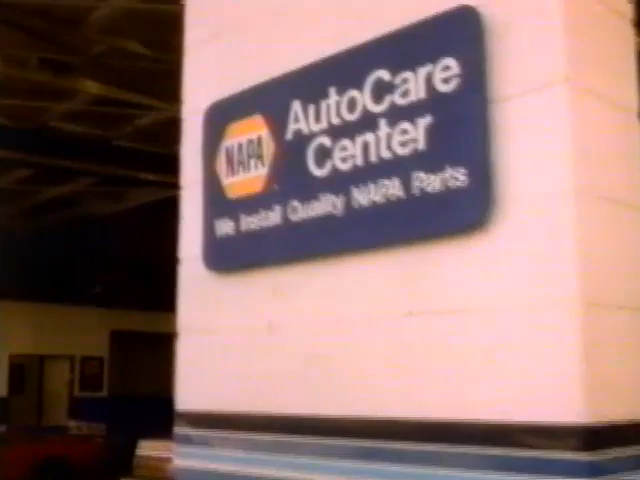 NAPA
AutoCare
Center
We Install Quality NAPA Parts